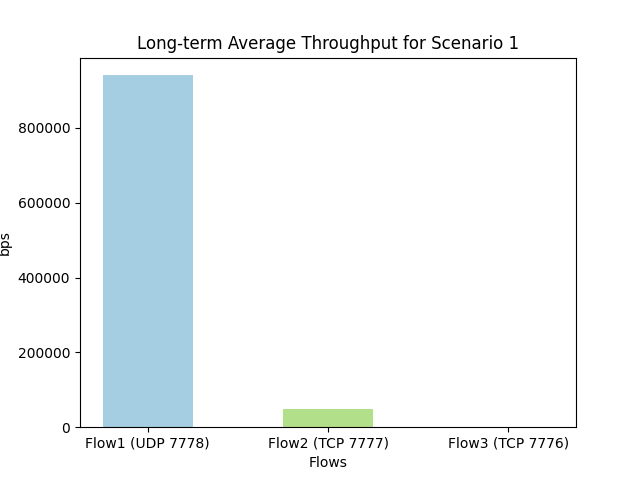 Long-term Average Throughput for Scenario 1
bps
800000
600000
400000
200000
0
Flow1 (UDP 7778) Flow2 (TCP 7777) Flow3 (TCP 7776)
Flows